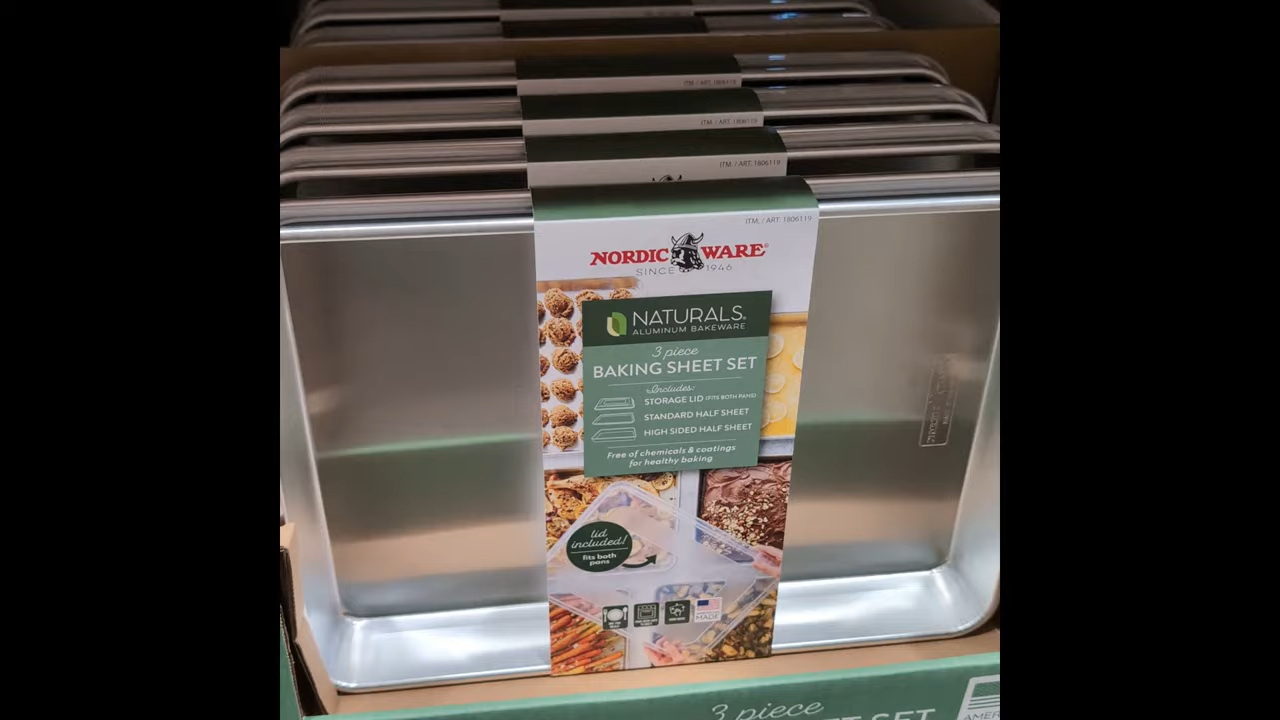 ITM. / ART. 1806119
ITM. / ART. 1806119
ITM. / ART. 1806119
ITM. / ART. 1806119
NORDIC WARE®
SINCE 1946
NATURALS®
ALUMINUM BAKEWARE
3 piece
BAKING SHEET SET
Includes:
STORAGE LID (FITS BOTH PANS)
STANDARD HALF SHEET
HIGH SIDED HALF SHEET
Free of chemicals & coatings
for healthy baking
lid
included!
fits both
pans
MADE
3 piece
SET